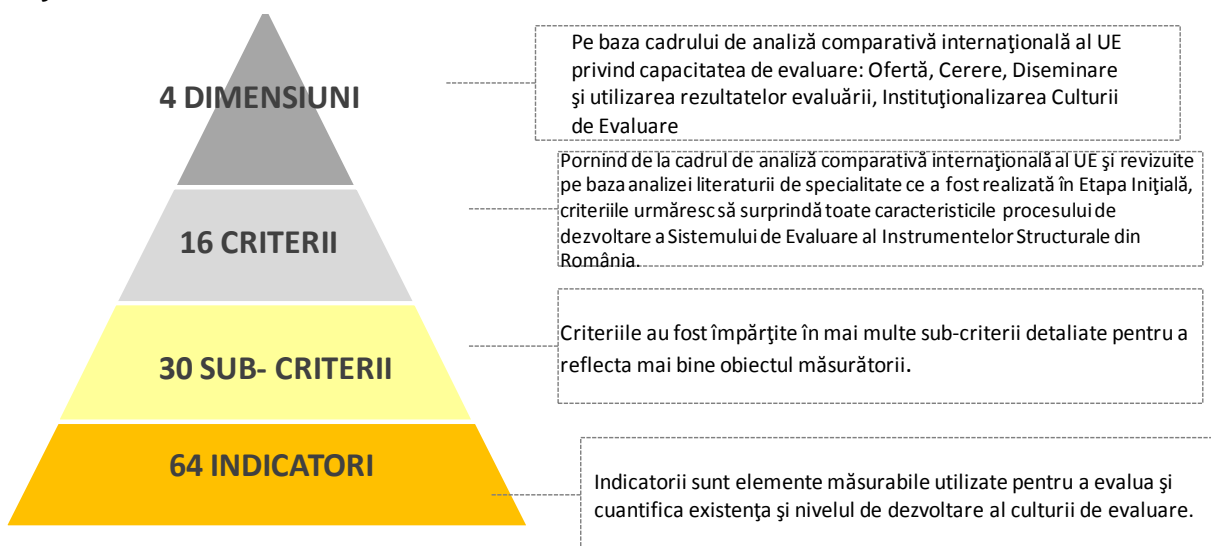 4 DIMENSIUNI
Pe baza cadrului de analiză comparativă internaţională al UE
privind capacitatea de evaluare: Ofertă, Cerere, Diseminare
şi utilizarea rezultatelor evaluării, Instituţionalizarea Culturii
de Evaluare
16 CRITERII
Pornind de la cadrul de analiză comparativă internaţională al UE şi revizuite
pe baza analizei literaturii de specialitate ce a fost realizată în Etapa Iniţială,
criteriile urmăresc să surprindă toate caracteristicile procesului de
dezvoltare a Sistemului de Evaluare al Instrumentelor Structurale din
România.
30 SUB- CRITERII
Criteriile au fost împărţite în mai multe sub-criterii detaliate pentru a
reflecta mai bine obiectul măsurătorii.
64 INDICATORI
Indicatorii sunt elemente măsurabile utilizate pentru a evalua şi
cuantifica existenţa şi nivelul de dezvoltare al culturii de evaluare.